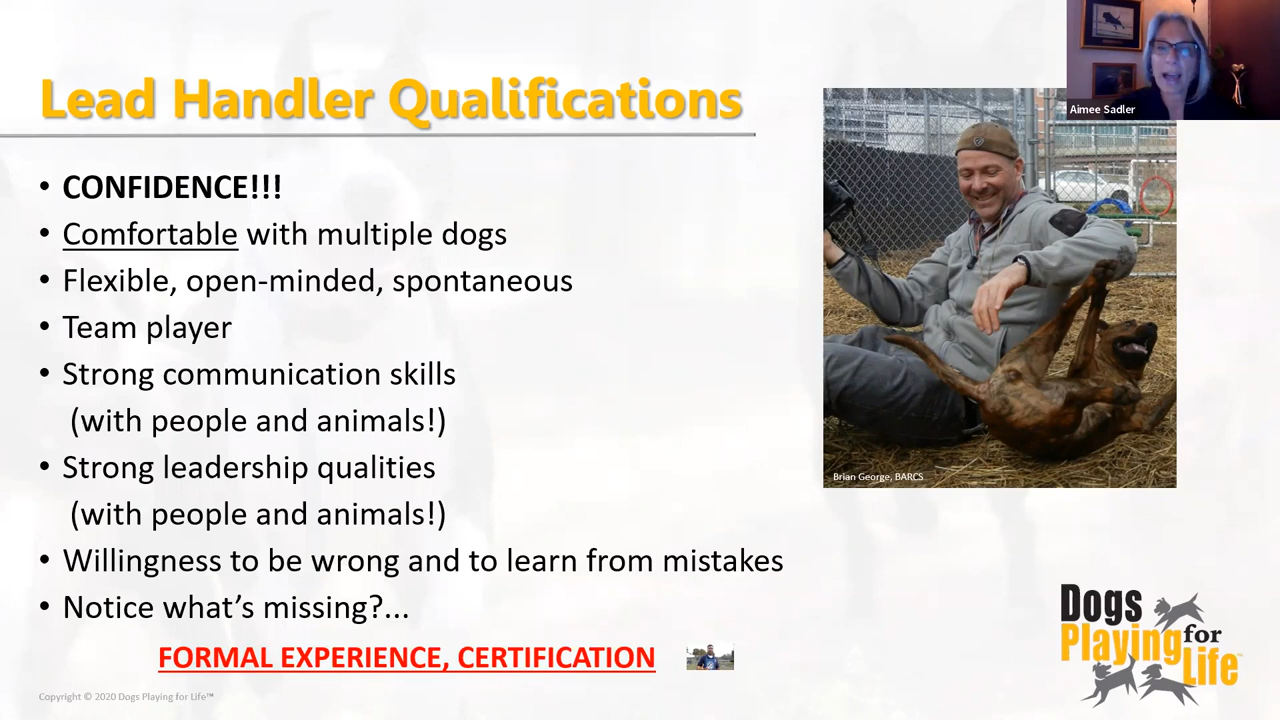 Aimee Sadler
Lead Handler Qualifications
• CONFIDENCE!!!
• Comfortable with multiple dogs
• Flexible, open-minded, spontaneous
• Team player
• Strong communication skills
(with people and animals!)
• Strong leadership qualities
(with people and animals!)
• Willingness to be wrong and to learn from mistakes
• Notice what's missing?...
FORMAL EXPERIENCE, CERTIFICATION
Brian George, BARCS
Dogs
Playing for
Life™
Copyright © 2020 Dogs Playing for Life™